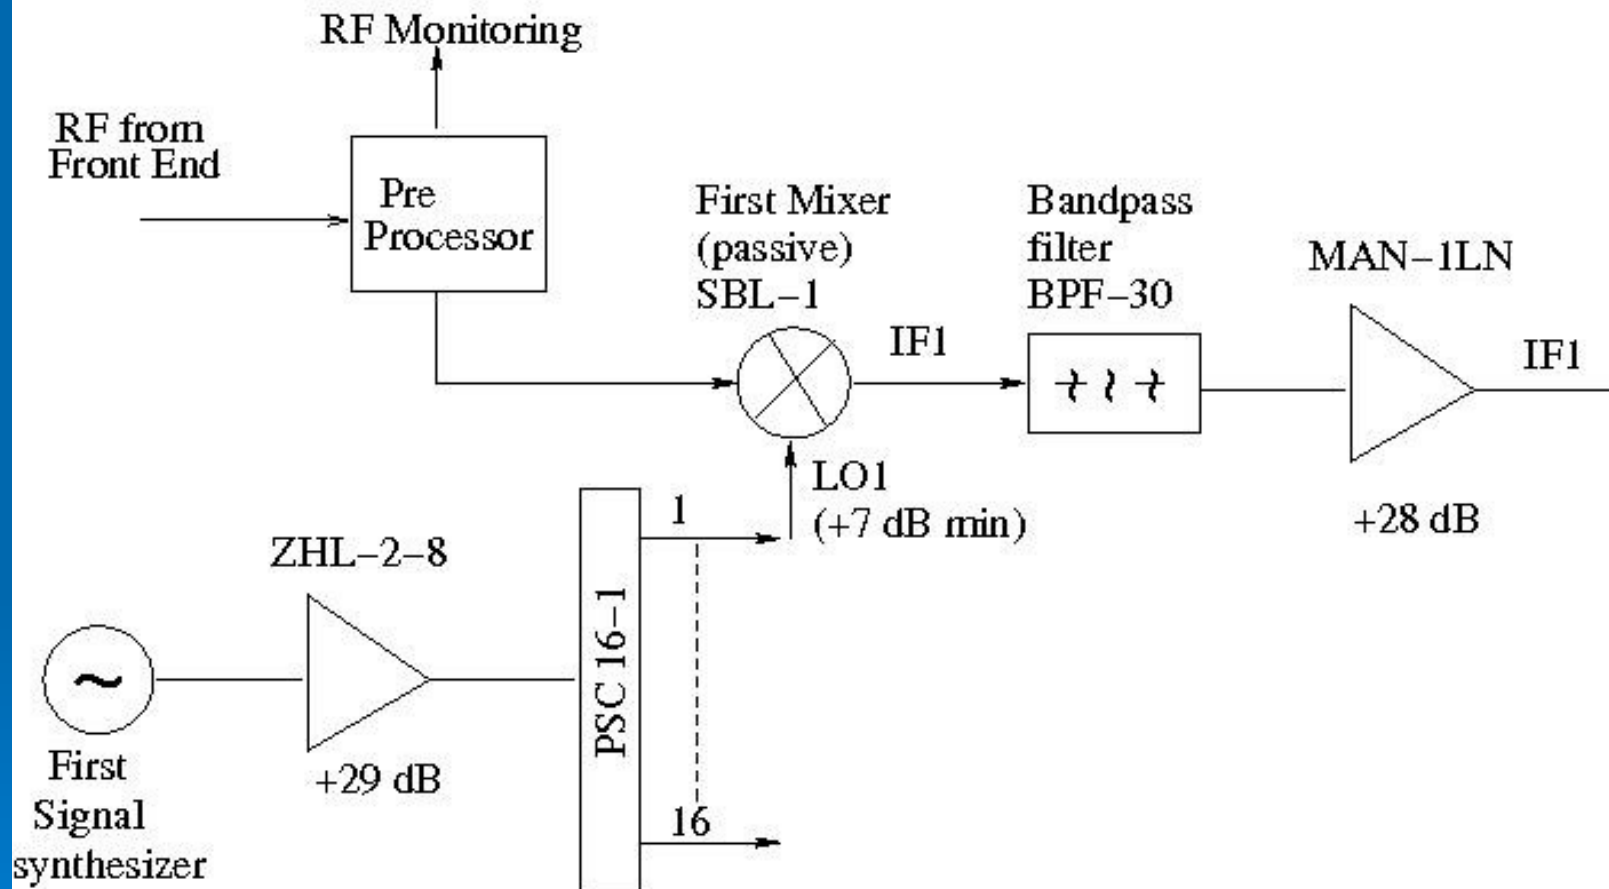 RF Monitoring
RF from
Front End
Pre
Processor
First Mixer
(passive)
SBL−1
Bandpass
filter
BPF−30
MAN−1LN
IF1
IF1
LO1
(+7 dB min)
+28 dB
1
ZHL−2−8
PSC 16−1
+29 dB
16
First
Signal
synthesizer